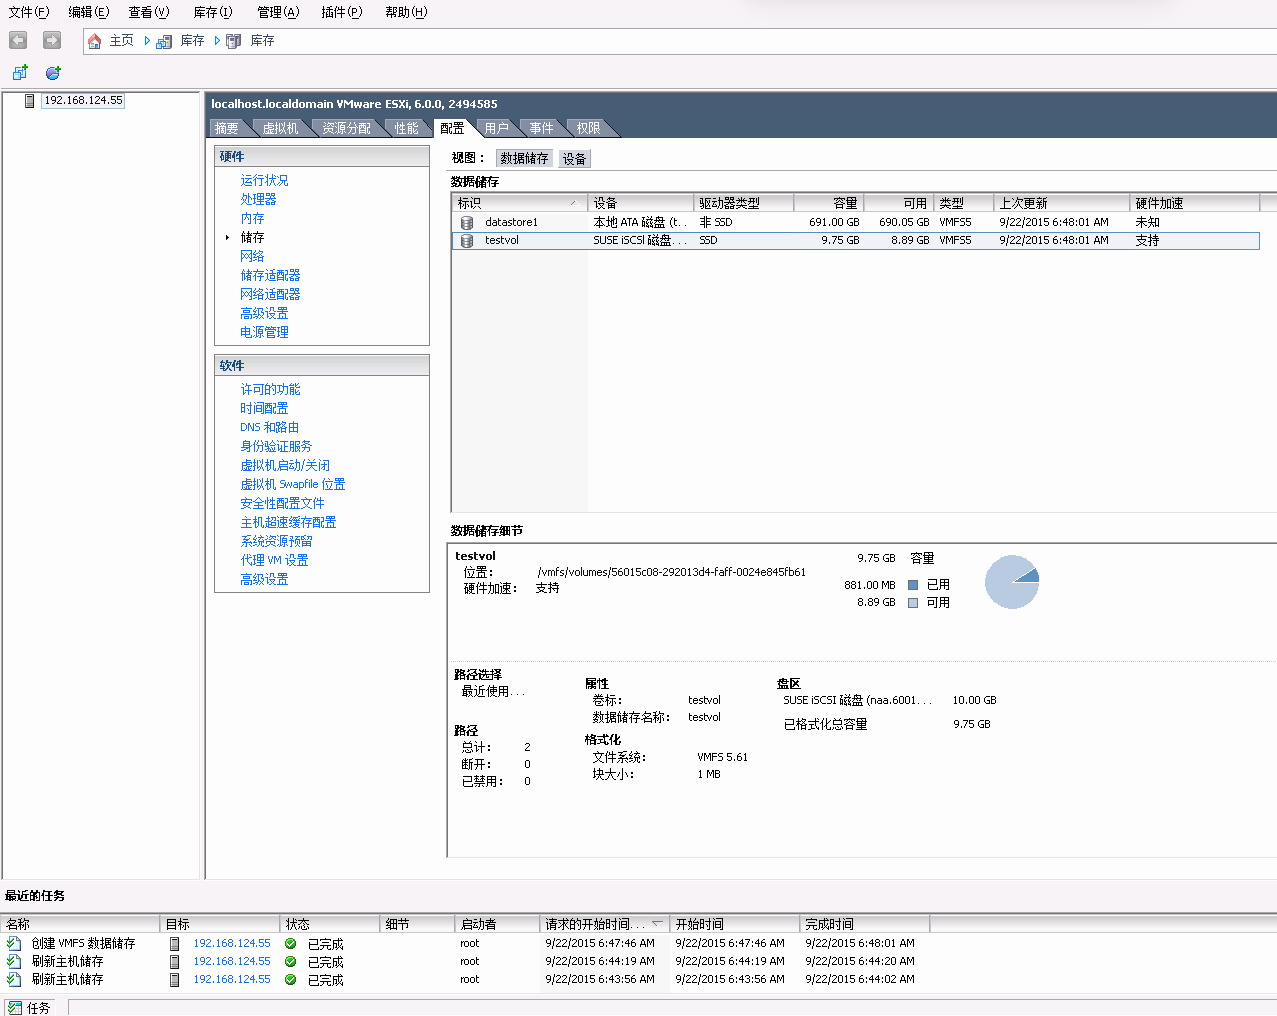 文件(F) 编辑(E) 查看(V) 库存(I) 管理(A) 插件(P) 帮助(H)
主页 库存 库存
192.168.124.55
localhost.localdomain VMware ESXi, 6.0.0, 2494585
摘要 虚拟机 资源分配 性能 配置 用户 事件 权限
硬件
运行状况
处理器
内存
储存
网络
储存适配器
网络适配器
高级设置
电源管理
软件
许可的功能
时间配置
DNS 和路由
身份验证服务
虚拟机启动/关闭
虚拟机 Swapfile 位置
安全性配置文件
主机超速缓存配置
系统资源预留
代理 VM 设置
高级设置
视图： 数据储存 设备
数据储存
标识 设备 驱动器类型 容量 可用 类型 上次更新 硬件加速
datastore1 本地 ATA 磁盘 (t... 非 SSD 691.00 GB 690.05 GB VMFS5 9/22/2015 6:48:01 AM 未知
testvol SUSE iSCSI 磁盘... SSD 9.75 GB 8.89 GB VMFS5 9/22/2015 6:48:01 AM 支持
数据储存细节
testvol 9.75 GB 容量
位置： /vmfs/volumes/56015c08-292013d4-faff-0024e845fb61
硬件加速： 支持
881.00 MB 已用
8.89 GB 可用
路径选择
最近使用...
路径
总计： 2
断开： 0
已禁用： 0
属性
卷标： testvol
数据储存名称： testvol
格式化
文件系统： VMFS 5.61
块大小： 1 MB
盘区
SUSE iSCSI 磁盘 (naa.6001... 10.00 GB
已格式化总容量 9.75 GB
最近的任务
名称 目标 状态 细节 启动者 请求的开始时间... 开始时间 完成时间
创建 VMFS 数据储存 192.168.124.55 已完成 root 9/22/2015 6:47:46 AM 9/22/2015 6:47:46 AM 9/22/2015 6:48:01 AM
刷新主机储存 192.168.124.55 已完成 root 9/22/2015 6:44:19 AM 9/22/2015 6:44:19 AM 9/22/2015 6:44:20 AM
刷新主机储存 192.168.124.55 已完成 root 9/22/2015 6:43:56 AM 9/22/2015 6:43:56 AM 9/22/2015 6:44:02 AM
任务